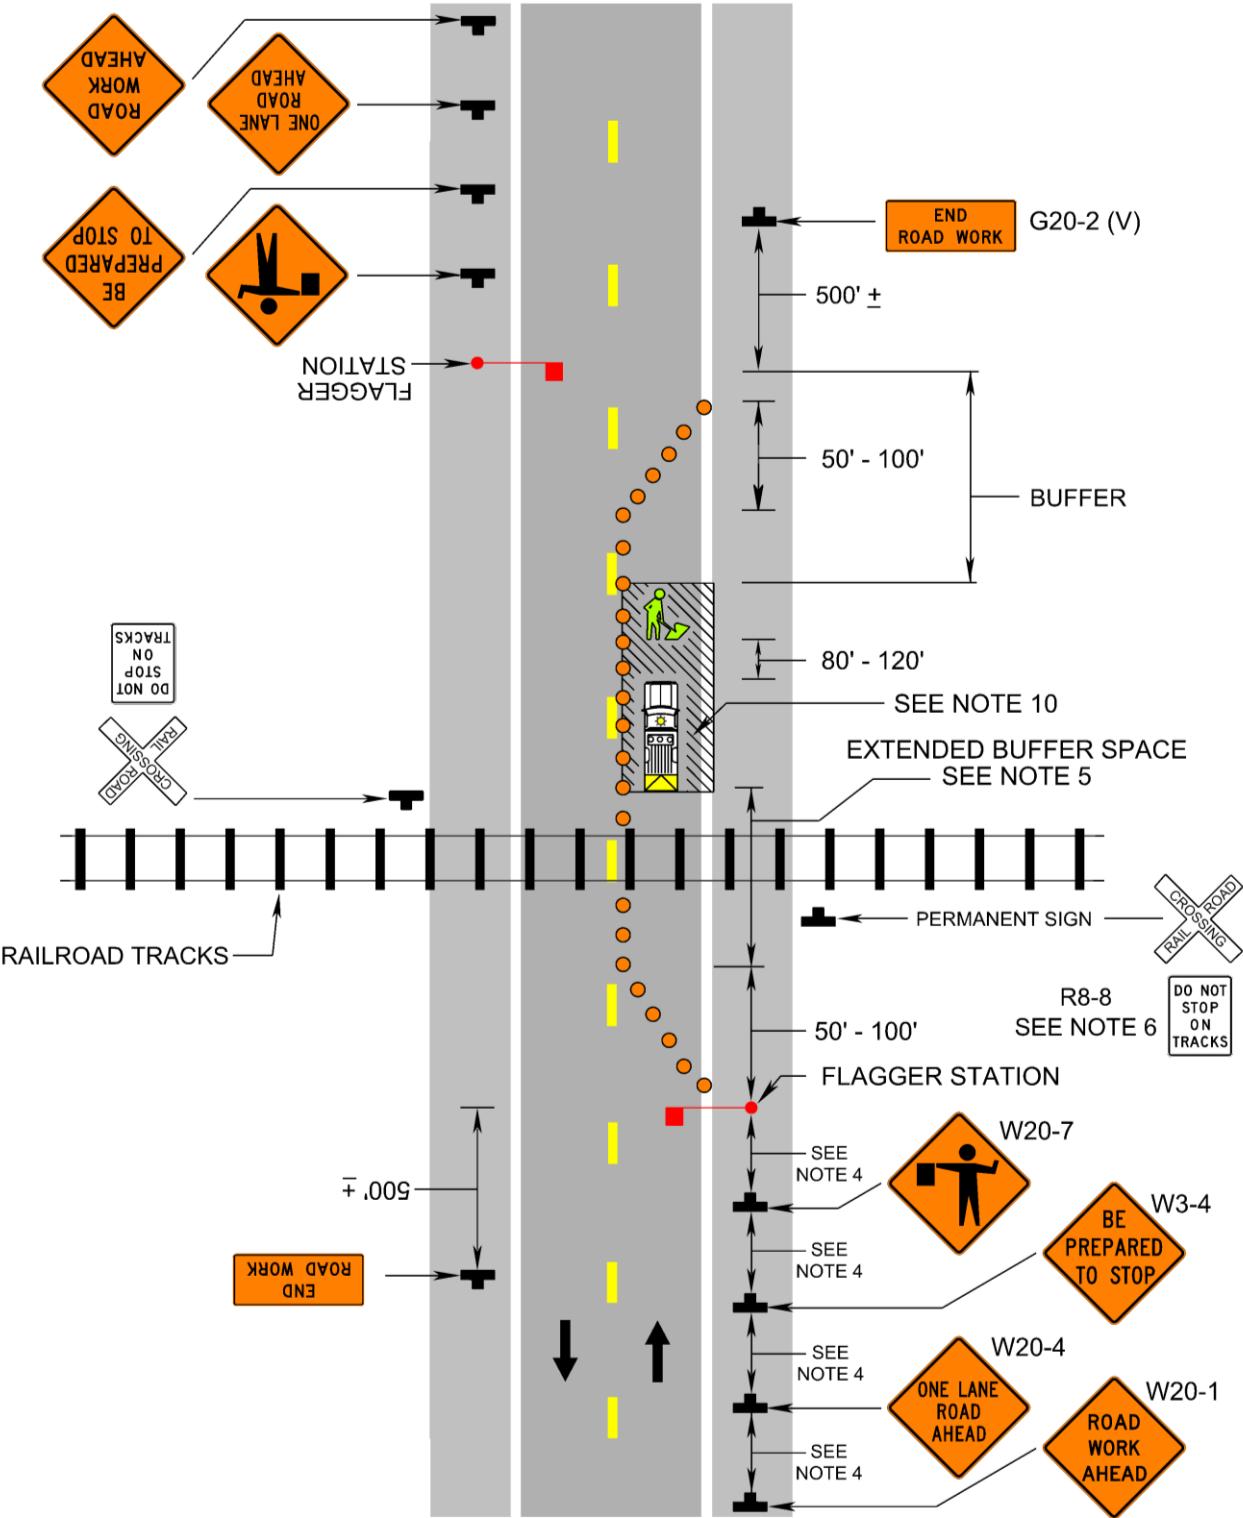 ROAD
WORK
AHEAD
ONE LANE
ROAD
AHEAD
BE
PREPARED
TO STOP
FLAGGER
STATION
END
ROAD WORK
G20-2 (V)
500' ±
50' - 100'
BUFFER
80' - 120'
SEE NOTE 10
EXTENDED BUFFER SPACE
SEE NOTE 5
DO NOT
STOP
ON
TRACKS
RAIL ROAD
CROSSING
RAILROAD TRACKS
PERMANENT SIGN
RAIL ROAD
CROSSING
R8-8
SEE NOTE 6
DO NOT
STOP
ON
TRACKS
50' - 100'
FLAGGER STATION
W20-7
SEE
NOTE 4
500' ±
W3-4
BE
PREPARED
TO STOP
SEE
NOTE 4
END
ROAD WORK
W20-4
ONE LANE
ROAD
AHEAD
SEE
NOTE 4
W20-1
ROAD
WORK
AHEAD
SEE
NOTE 4